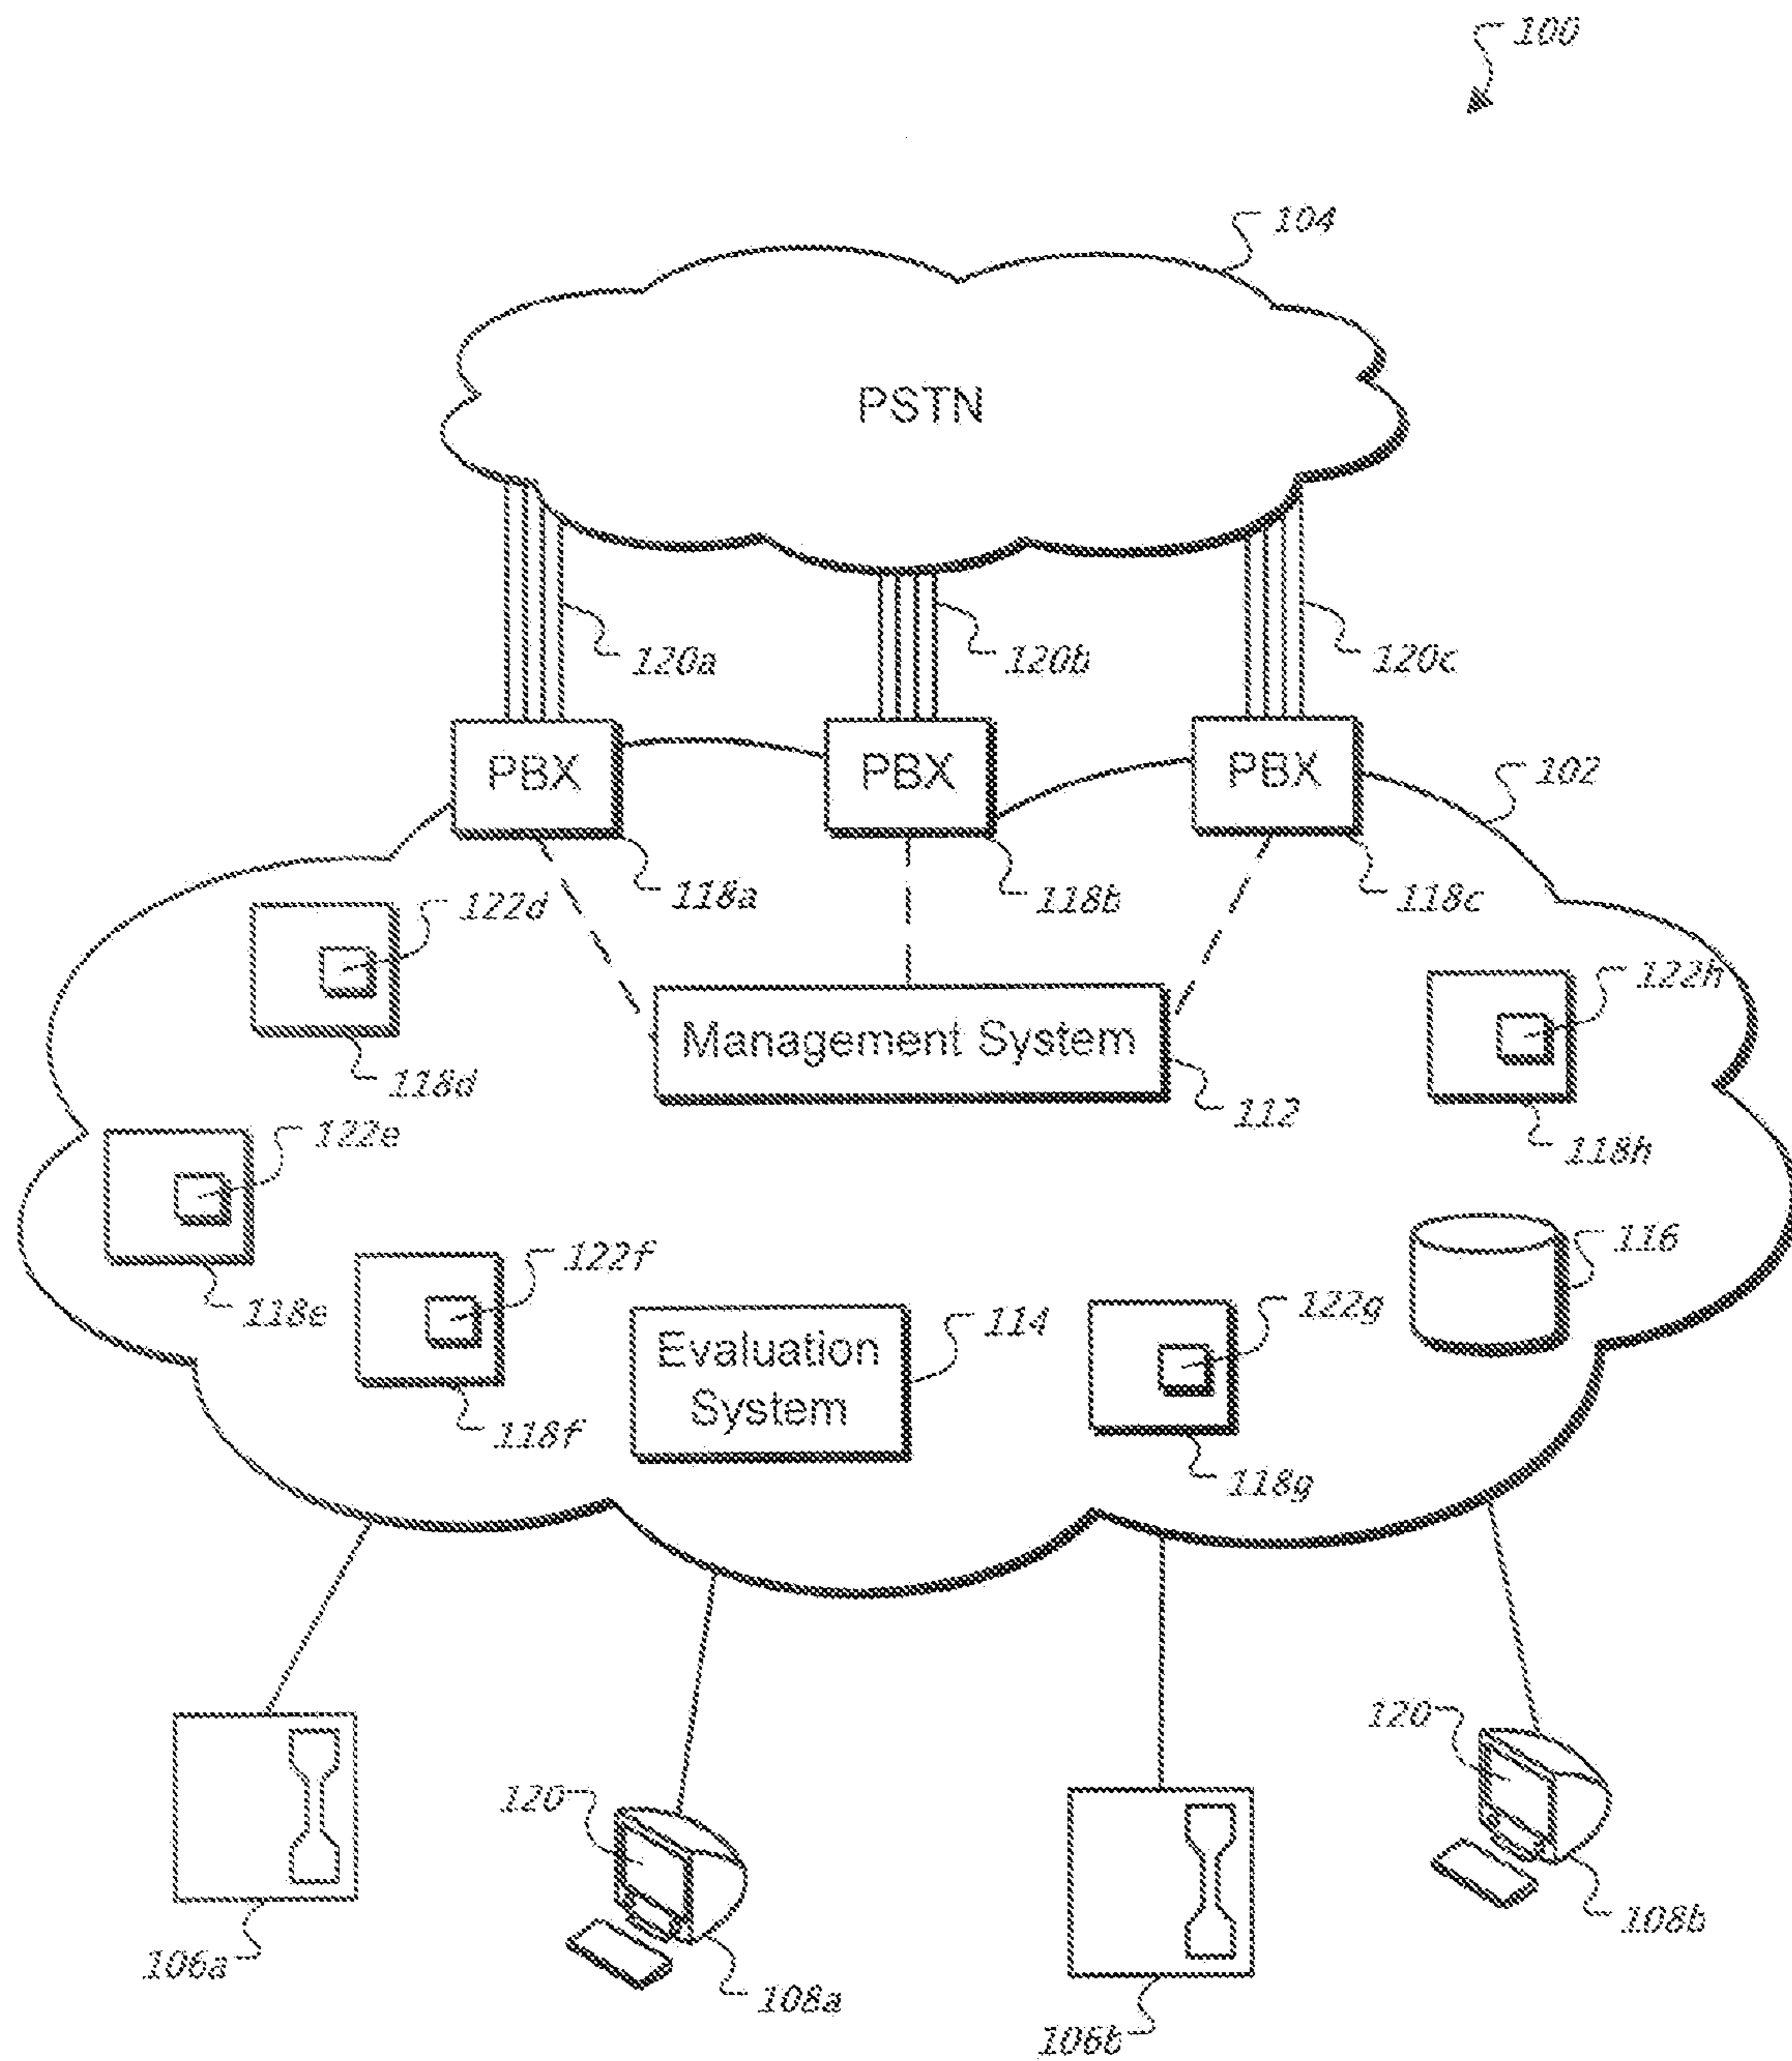 100
104
PSTN
120a
120b
120c
PBX
PBX
PBX
102
118a
118b
118c
122d
122h
Management System
118d
112
118h
122e
116
122f
122g
118e
114
Evaluation
System
118f
118g
120
120
106a
108a
108b
106b